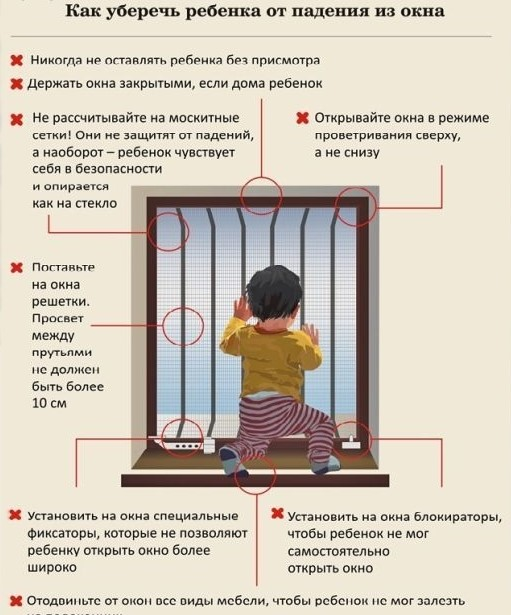 Как уберечь ребенка от падения из окна
Никогда не оставлять ребенка без присмотра
Держать окна закрытыми, если дома ребенок
Не рассчитывайте на москитные
сетки! Они не защитят от падений,
а наоборот – ребенок чувствует
себя в безопасности
и опирается
как на стекло
Открывайте окна в режиме
проветривания сверху,
а не снизу
Поставьте
на окна
решетки.
Просвет
между
прутьями
не должен
быть более
10 см
Установить на окна специальные
фиксаторы, которые не позволяют
ребенку открыть окно более
широко
Установить на окна блокираторы,
чтобы ребенок не мог
самостоятельно
открыть окно
Отодвиньте от окон все виды мебели, чтобы ребенок не мог залезть